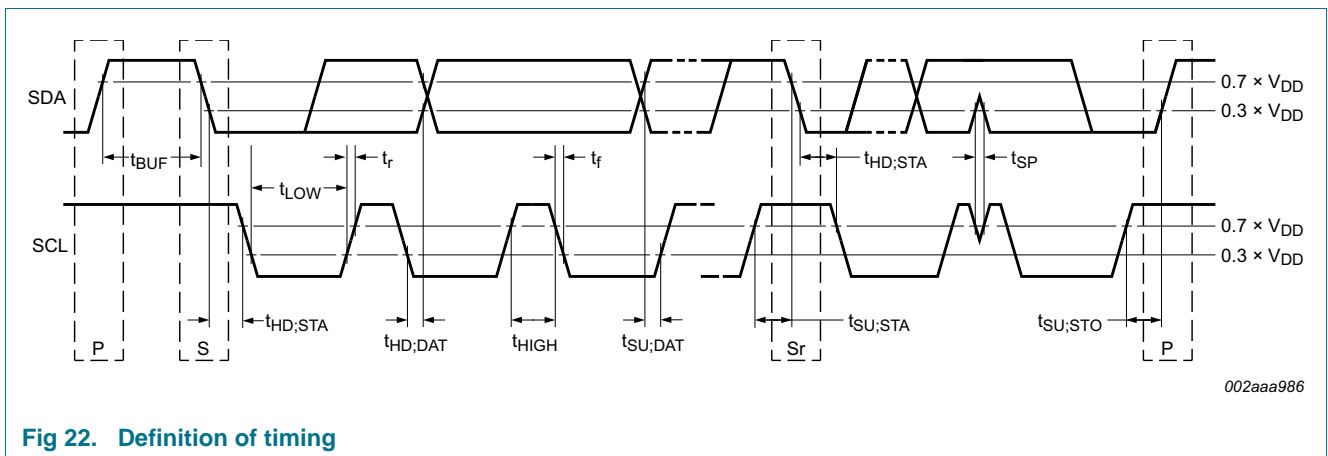 SDA
0.7 × VDD
0.3 × VDD
tBUF
tLOW
tr
tf
tHD;STA
tSP
SCL
0.7 × VDD
0.3 × VDD
tHD;STA
tHD;DAT
tHIGH
tSU;DAT
tSU;STA
tSU;STO
P
S
Sr
P
002aaa986
Fig 22. Definition of timing